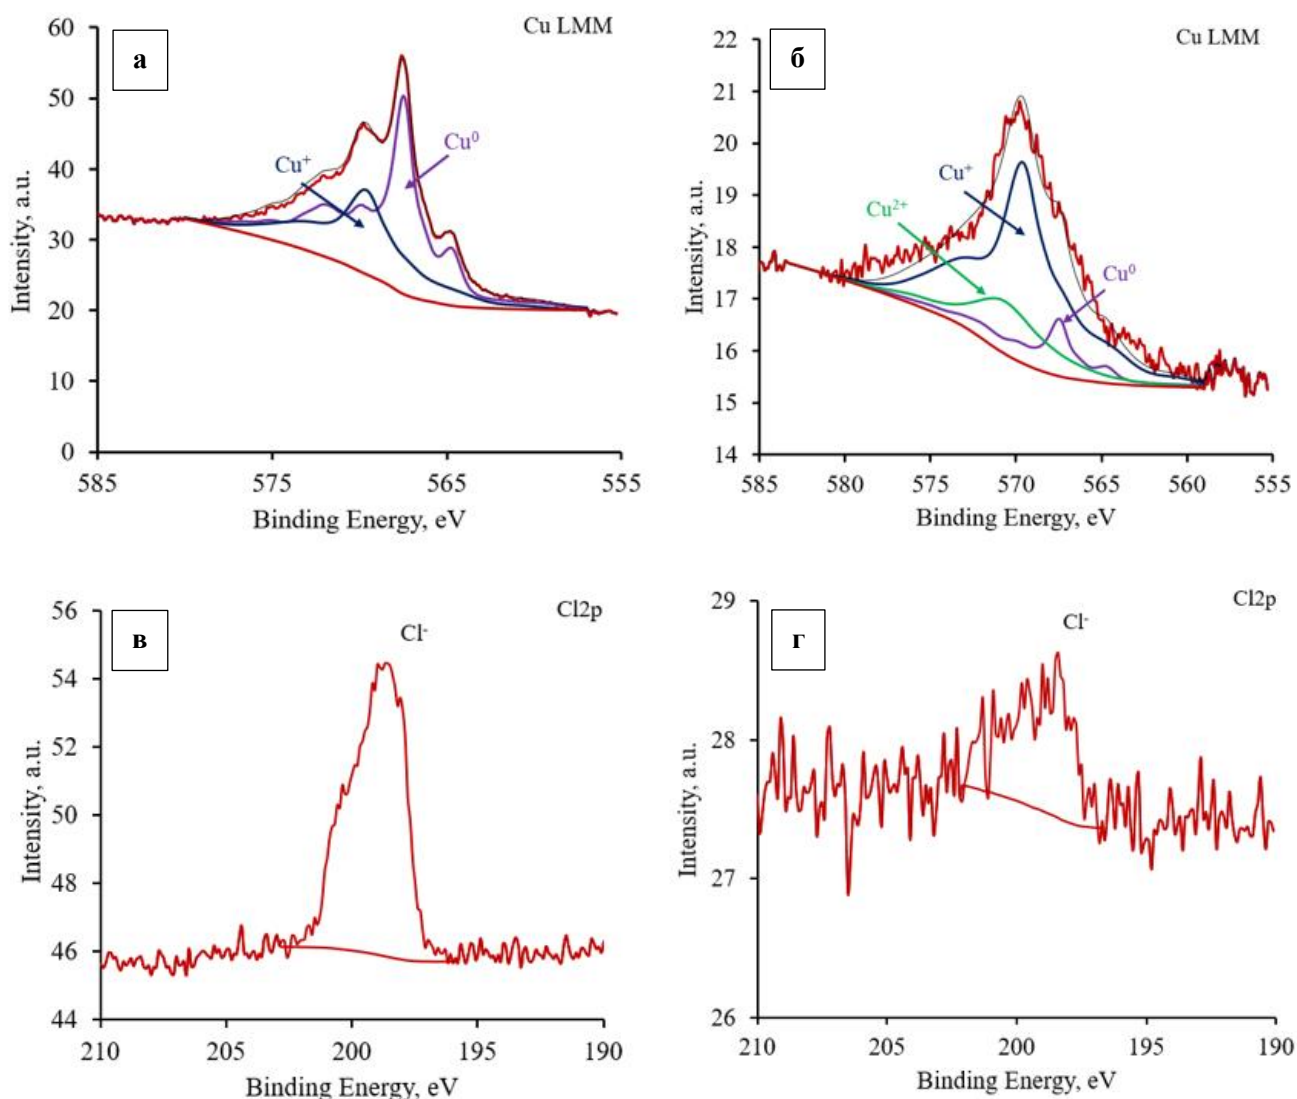 а
Cu LMM
60
50
40
30
20
10
0
Cu⁺
Cu⁰
585
575
565
555
Intensity, a.u.
Binding Energy, eV
б
Cu LMM
22
21
20
19
18
17
16
15
14
Cu⁺
Cu²⁺
Cu⁰
585
580
575
570
565
560
555
Intensity, a.u.
Binding Energy, eV
в
Cl2p
Cl⁻
56
54
52
50
48
46
44
210
205
200
195
190
Intensity, a.u.
Binding Energy, eV
г
Cl2p
Cl⁻
29
28
27
26
210
205
200
195
190
Intensity, a.u.
Binding Energy, eV